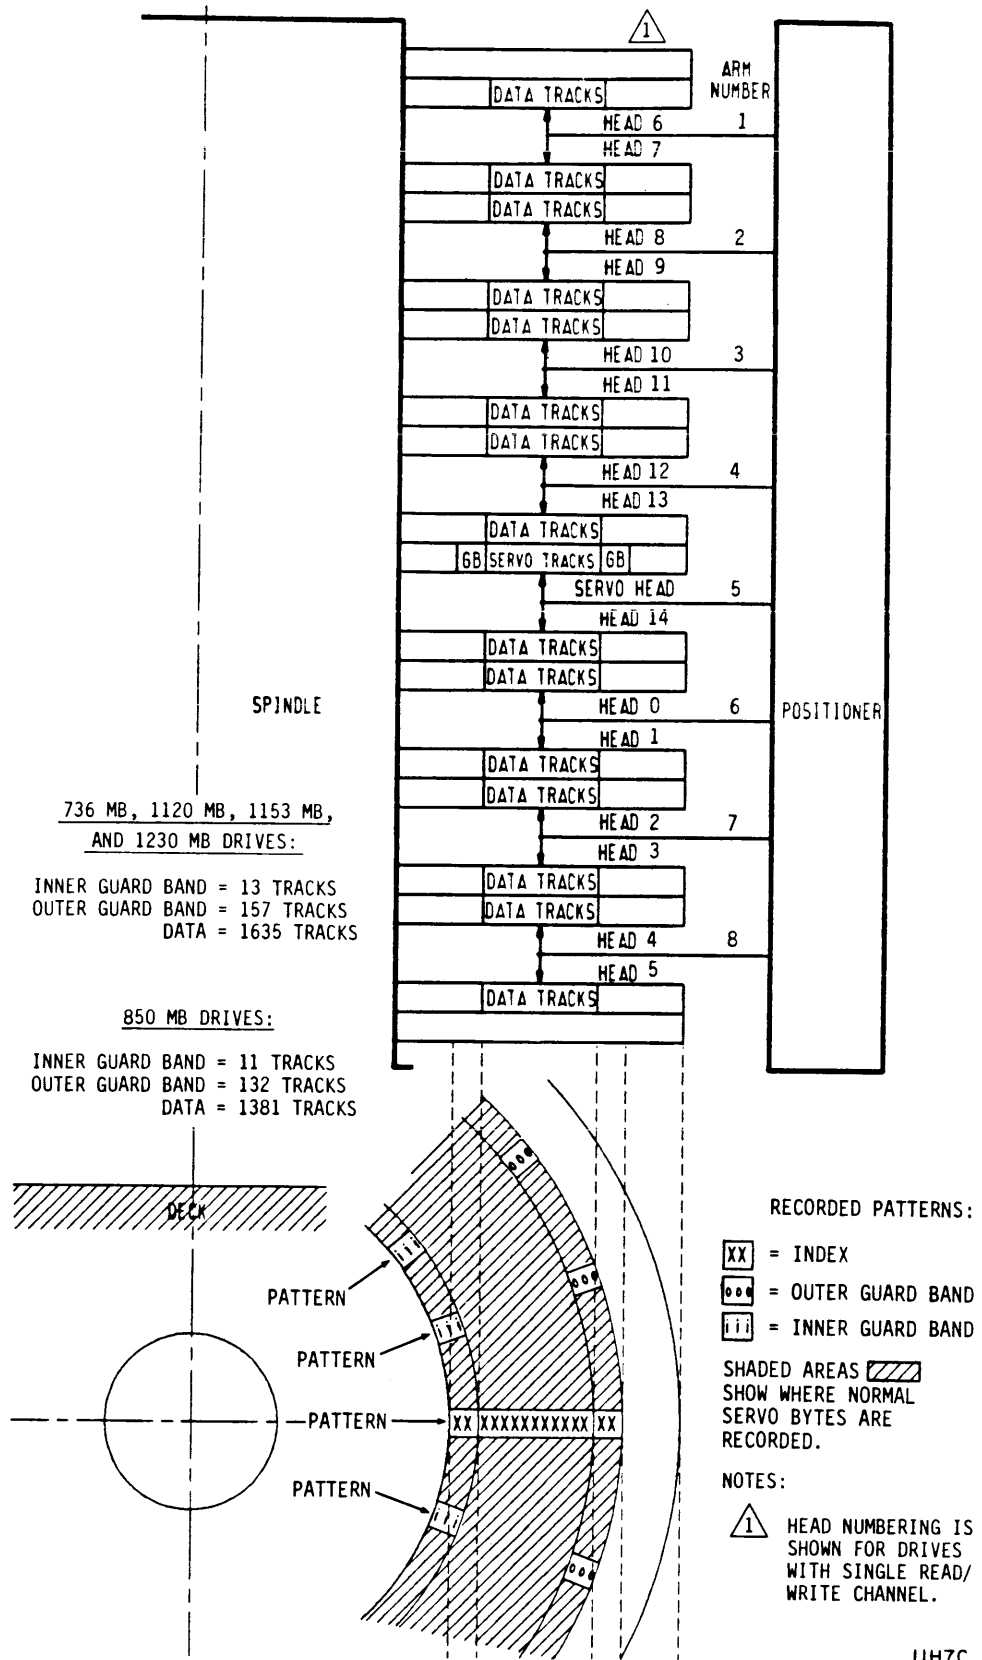 1
ARM
NUMBER
DATA TRACKS
HEAD 6 1
HEAD 7
DATA TRACKS
DATA TRACKS
HEAD 8 2
HEAD 9
DATA TRACKS
DATA TRACKS
HEAD 10 3
HEAD 11
DATA TRACKS
DATA TRACKS
HEAD 12 4
HEAD 13
DATA TRACKS
GB SERVO TRACKS GB
SERVO HEAD 5
HEAD 14
DATA TRACKS
DATA TRACKS
SPINDLE
HEAD 0 6
POSITIONER
HEAD 1
DATA TRACKS
DATA TRACKS
HEAD 2 7
HEAD 3
DATA TRACKS
DATA TRACKS
HEAD 4 8
HEAD 5
DATA TRACKS
736 MB, 1120 MB, 1153 MB,
AND 1230 MB DRIVES:
INNER GUARD BAND = 13 TRACKS
OUTER GUARD BAND = 157 TRACKS
DATA = 1635 TRACKS
850 MB DRIVES:
INNER GUARD BAND = 11 TRACKS
OUTER GUARD BAND = 132 TRACKS
DATA = 1381 TRACKS
DECK
ooo
iii
PATTERN
ooo
iii
PATTERN
PATTERN
XX XXXXXXXXXXX XX
PATTERN
iii
ooo
RECORDED PATTERNS:
XX = INDEX
ooo = OUTER GUARD BAND
iii = INNER GUARD BAND
SHADED AREAS
SHOW WHERE NORMAL
SERVO BYTES ARE
RECORDED.
NOTES:
1 HEAD NUMBERING IS
SHOWN FOR DRIVES
WITH SINGLE READ/
WRITE CHANNEL.